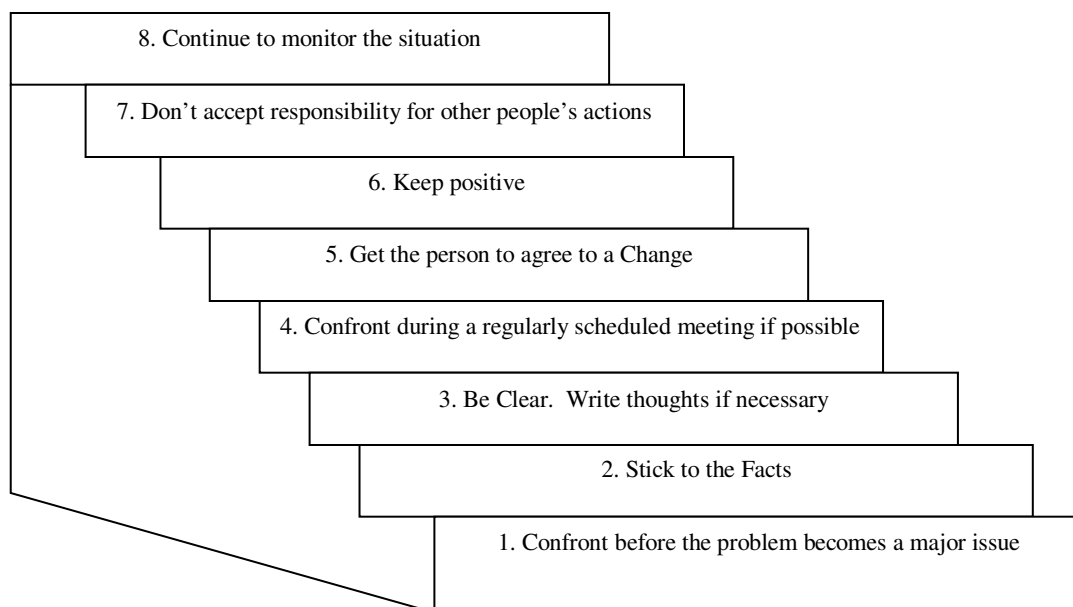 8. Continue to monitor the situation
7. Don’t accept responsibility for other people’s actions
6. Keep positive
5. Get the person to agree to a Change
4. Confront during a regularly scheduled meeting if possible
3. Be Clear.  Write thoughts if necessary
2. Stick to the Facts
1. Confront before the problem becomes a major issue